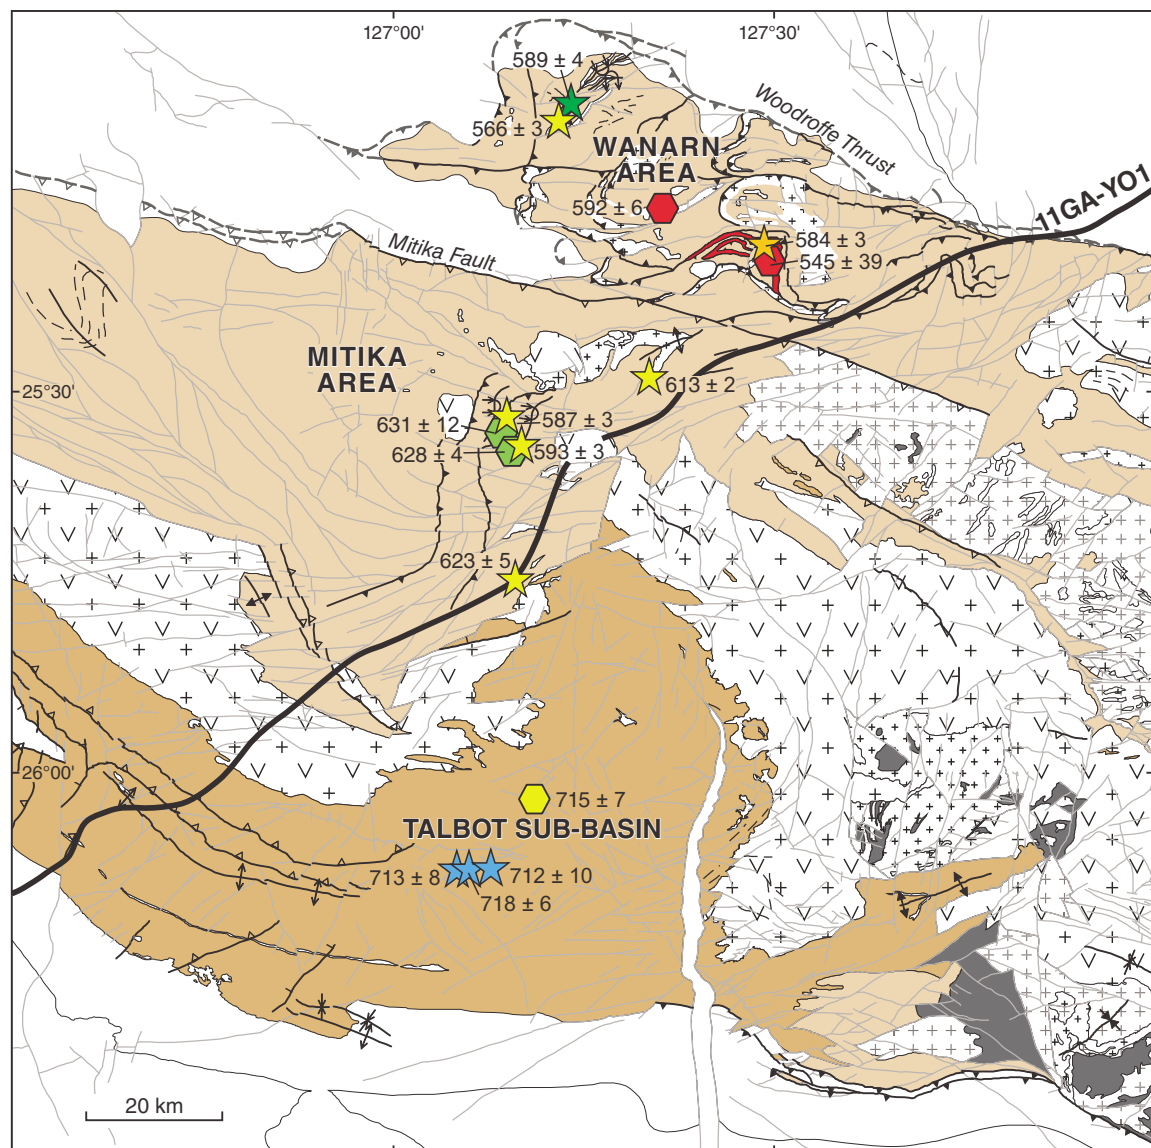 127°00'
127°30'
589 ± 4
566 ± 3
Woodroffe Thrust
WANARN
AREA
592 ± 6
11GA-YO1
584 ± 3
545 ± 39
Mitika Fault
MITIKA
AREA
25°30'
613 ± 2
631 ± 12
587 ± 3
628 ± 4
593 ± 3
623 ± 5
26°00'
715 ± 7
TALBOT SUB-BASIN
713 ± 8
712 ± 10
718 ± 6
20 km